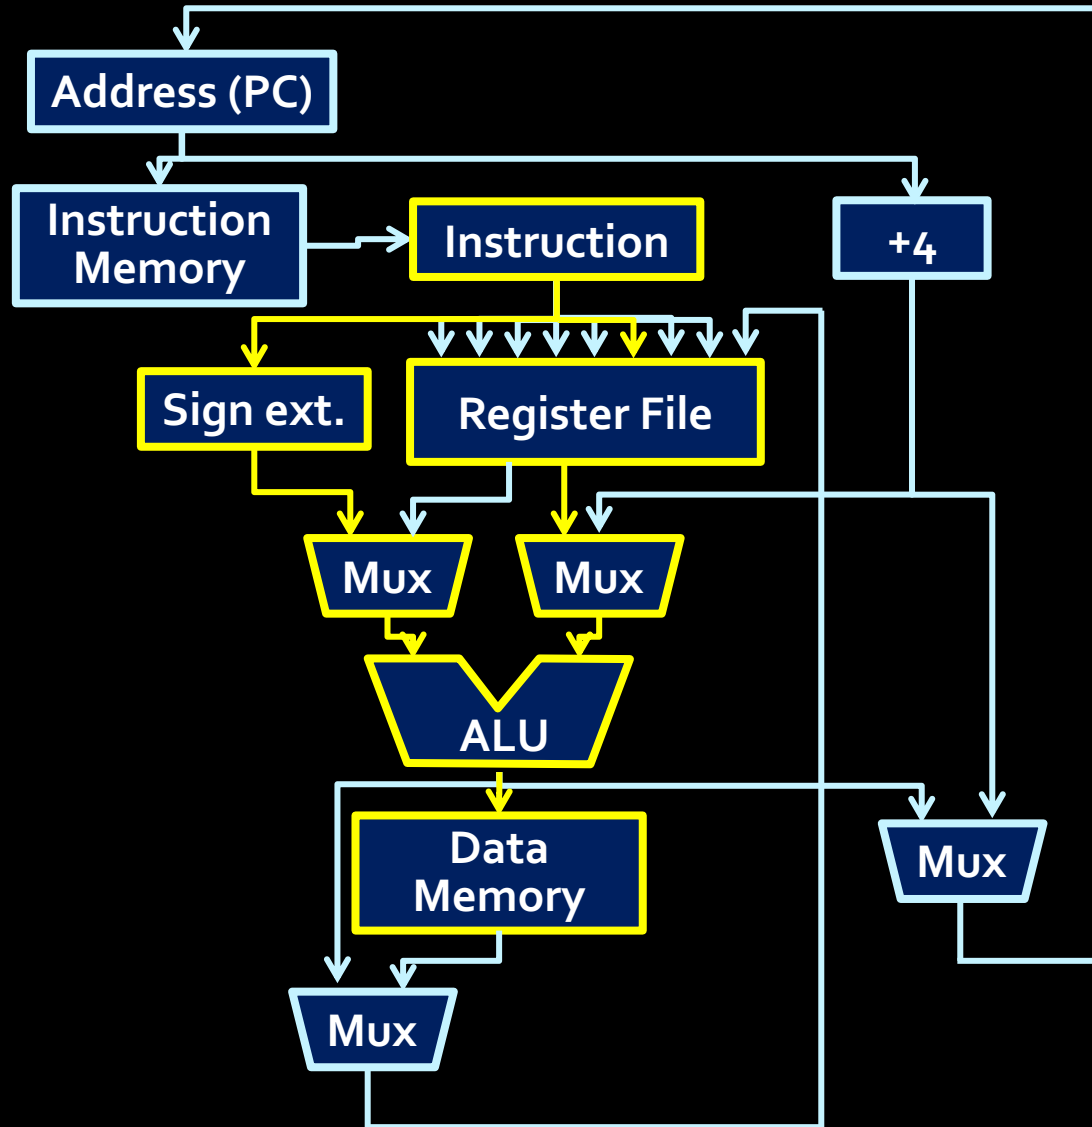 Address (PC)
Instruction
Memory
Instruction
+4
Sign ext.
Register File
Mux
Mux
ALU
Data
Memory
Mux
Mux